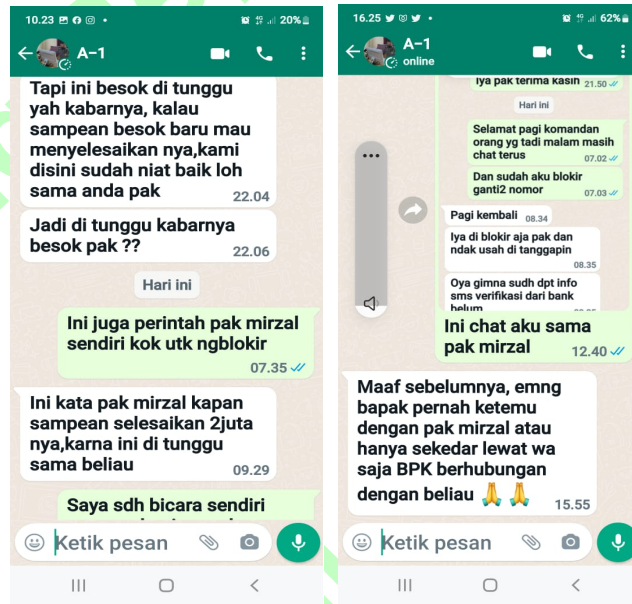 10.23 20%
A-1
Tapi ini besok di tunggu
yah kabarnya, kalau
sampean besok baru mau
menyelesaikan nya,kami
disini sudah niat baik loh
sama anda pak
22.04
Jadi di tunggu kabarnya
besok pak ??
22.06
Hari ini
Ini juga perintah pak mirzal
sendiri kok utk ngblokir
07.35
Ini kata pak mirzal kapan
sampean selesaikan 2juta
nya,karna ini di tunggu
sama beliau
09.29
Saya sdh bicara sendiri
Ketik pesan
16.25 62%
A-1
online
Iya pak terima kasih 21.50
Hari ini
Selamat pagi komandan
orang yg tadi malam masih
chat terus
07.02
Dan sudah aku blokir
ganti2 nomor
07.03
Pagi kembali 08.34
Iya di blokir aja pak dan
ndak usah di tanggapin
08.35
Oya gimna sudh dpt info
sms verifikasi dari bank
belum
Ini chat aku sama
pak mirzal
12.40
Maaf sebelumnya, emng
bapak pernah ketemu
dengan pak mirzal atau
hanya sekedar lewat wa
saja BPK berhubungan
dengan beliau 🙏 🙏
15.55
Ketik pesan